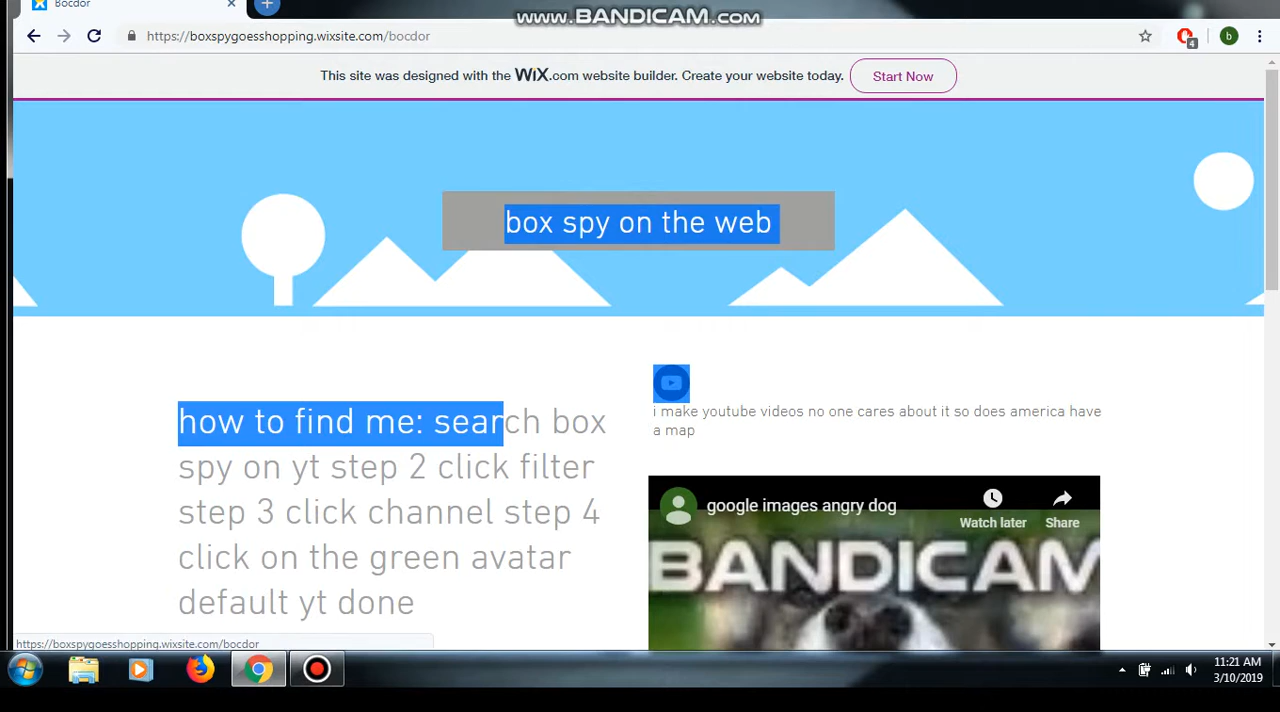 Bocdor
www.BANDICAM.com
https://boxspygoesshopping.wixsite.com/bocdor
4
b
This site was designed with the WiX.com website builder. Create your website today.
Start Now
box spy on the web
how to find me: search box
spy on yt step 2 click filter
step 3 click channel step 4
click on the green avatar
default yt done
i make youtube videos no one cares about it so does america have
a map
google images angry dog
Watch later
Share
BANDICAM
https://boxspygoesshopping.wixsite.com/bocdor
11:21 AM
3/10/2019